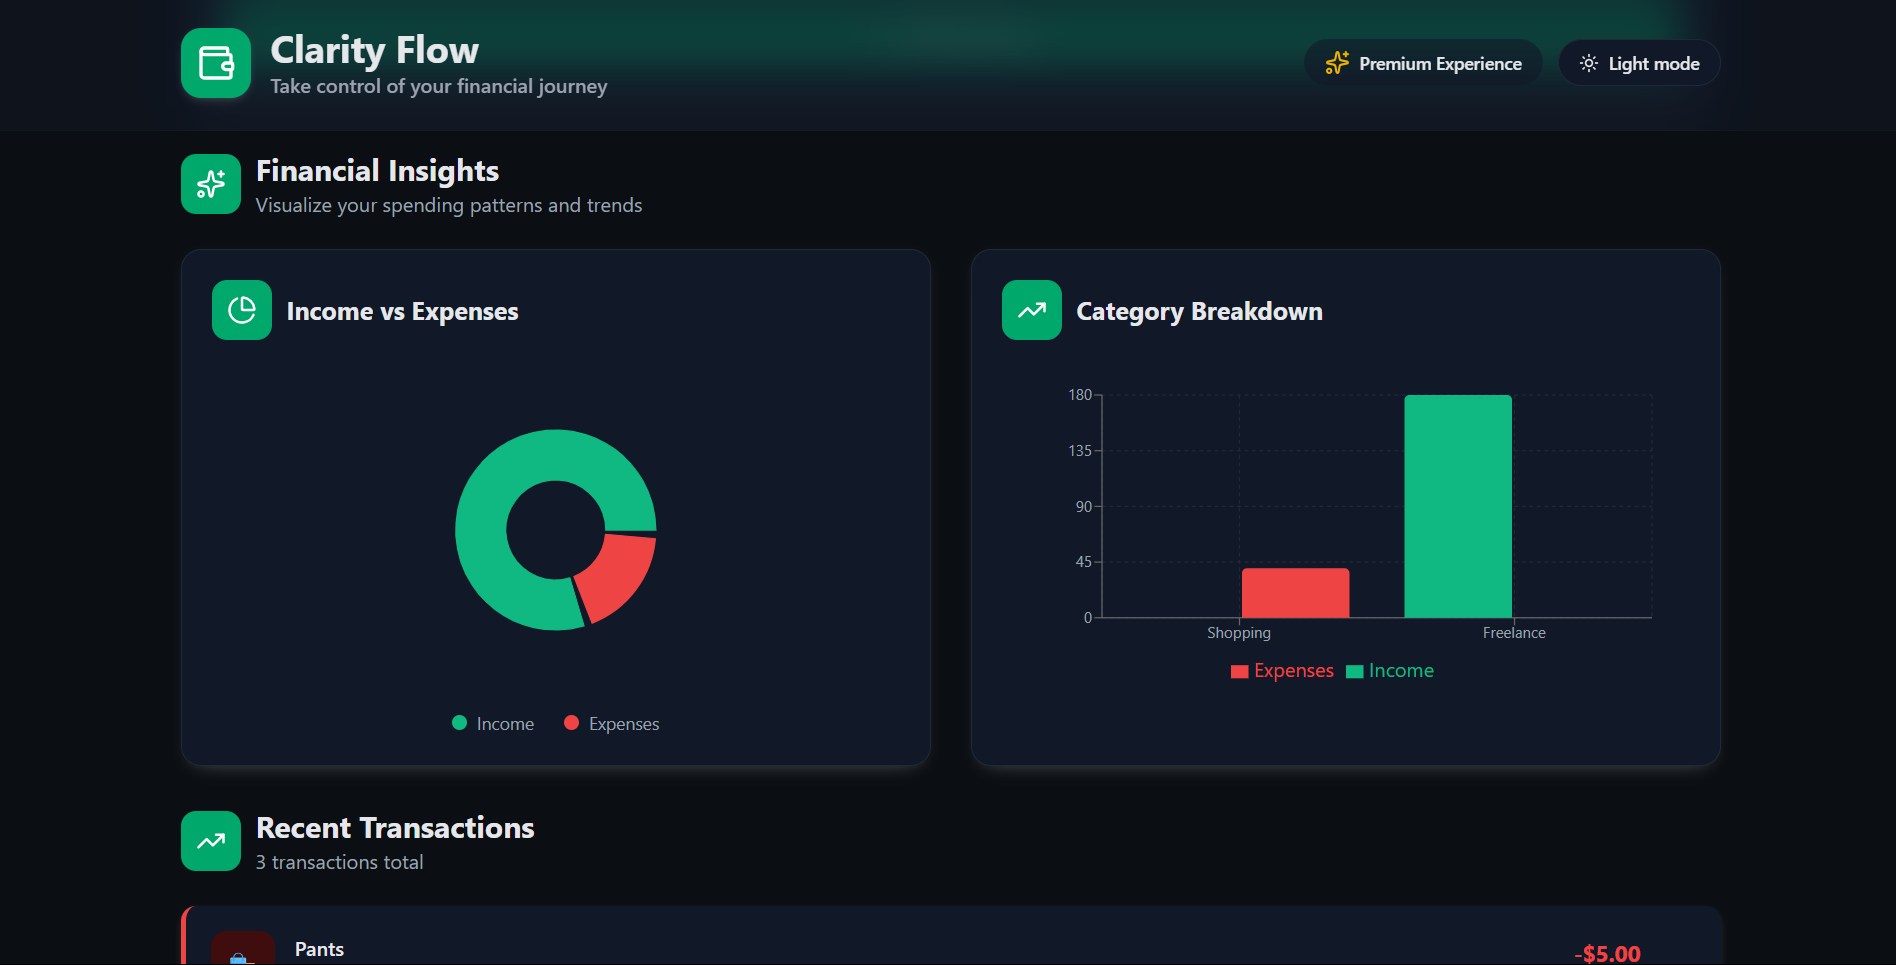 Clarity Flow
Take control of your financial journey
Premium Experience
Light mode
Financial Insights
Visualize your spending patterns and trends
Income vs Expenses
Income
Expenses
Category Breakdown
180
135
90
45
0
Shopping
Freelance
Expenses
Income
Recent Transactions
3 transactions total
Pants
-$5.00